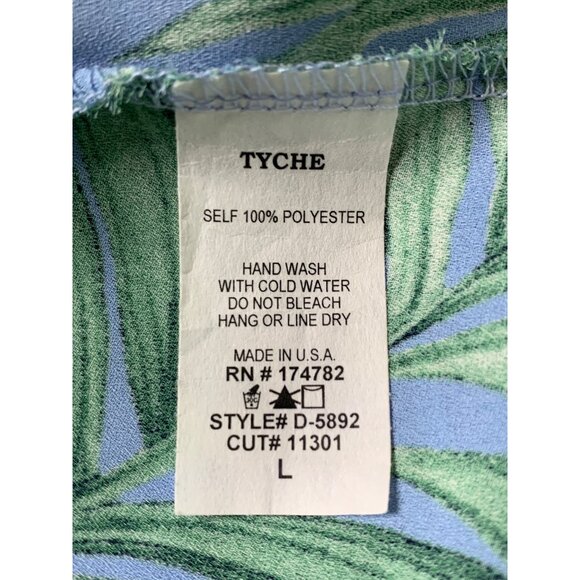 TYCHE
SELF 100% POLYESTER
HAND WASH
WITH COLD WATER
DO NOT BLEACH
HANG OR LINE DRY
MADE IN U.S.A.
RN # 174782
STYLE# D-5892
CUT# 11301
L